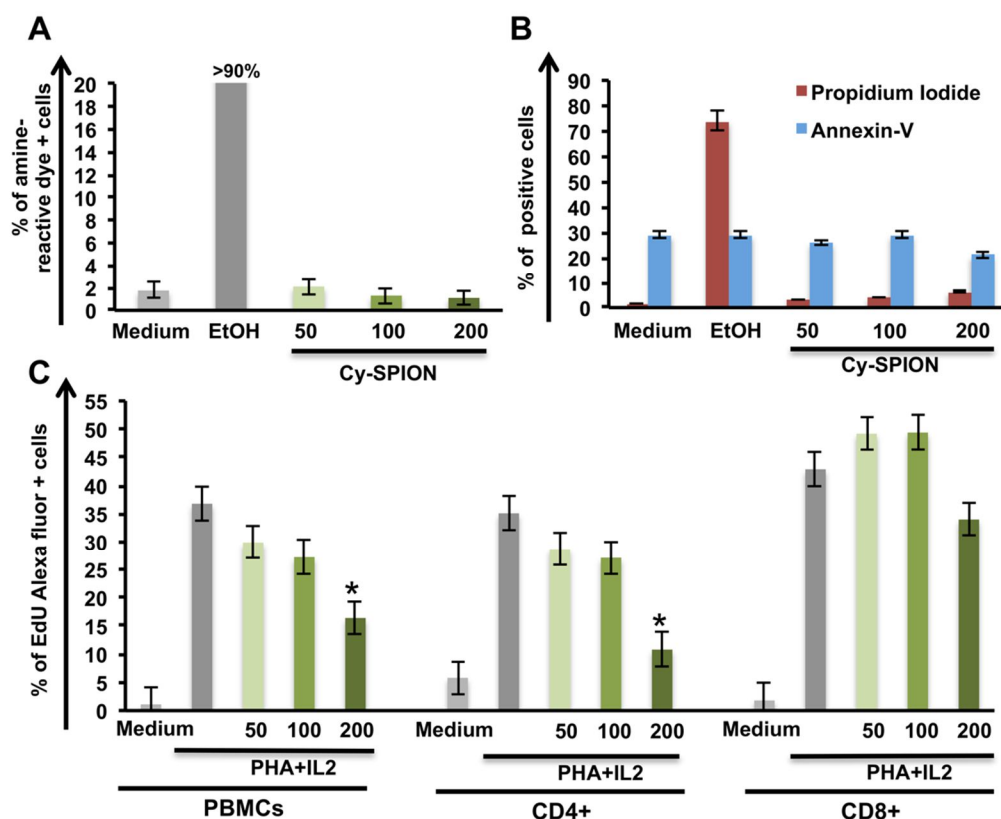 A
% of amine-
reactive dye + cells
20
18
16
14
12
10
8
6
4
2
0
>90%
Medium EtOH 50 100 200
Cy-SPION
B
% of positive cells
90
80
70
60
50
40
30
20
10
0
Propidium Iodide
Annexin-V
Medium EtOH 50 100 200
Cy-SPION
C
% of EdU Alexa fluor + cells
55
50
45
40
35
30
25
20
15
10
5
0
* *
Medium 50 100 200 Medium 50 100 200 Medium 50 100 200
PHA+IL2 PHA+IL2 PHA+IL2
PBMCs CD4+ CD8+